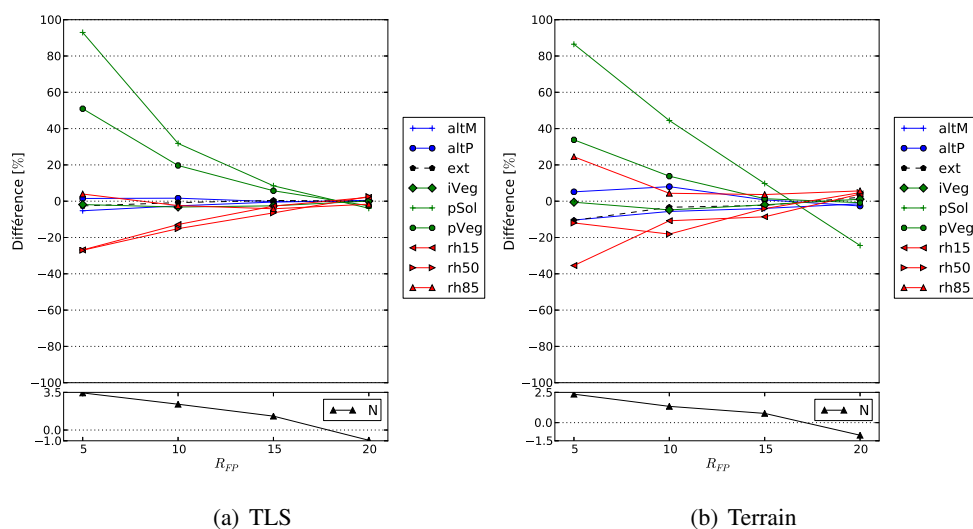 100
80
60
40
20
0
−20
−40
−60
−80
−100
Différence [%]
altM
altP
ext
iVeg
pSol
pVeg
rh15
rh50
rh85
3.5
0.0
−1.0
N
5
10
15
20
R_FP
(a) TLS
100
80
60
40
20
0
−20
−40
−60
−80
−100
Différence [%]
altM
altP
ext
iVeg
pSol
pVeg
rh15
rh50
rh85
2.5
0.0
−1.5
N
5
10
15
20
R_FP
(b) Terrain